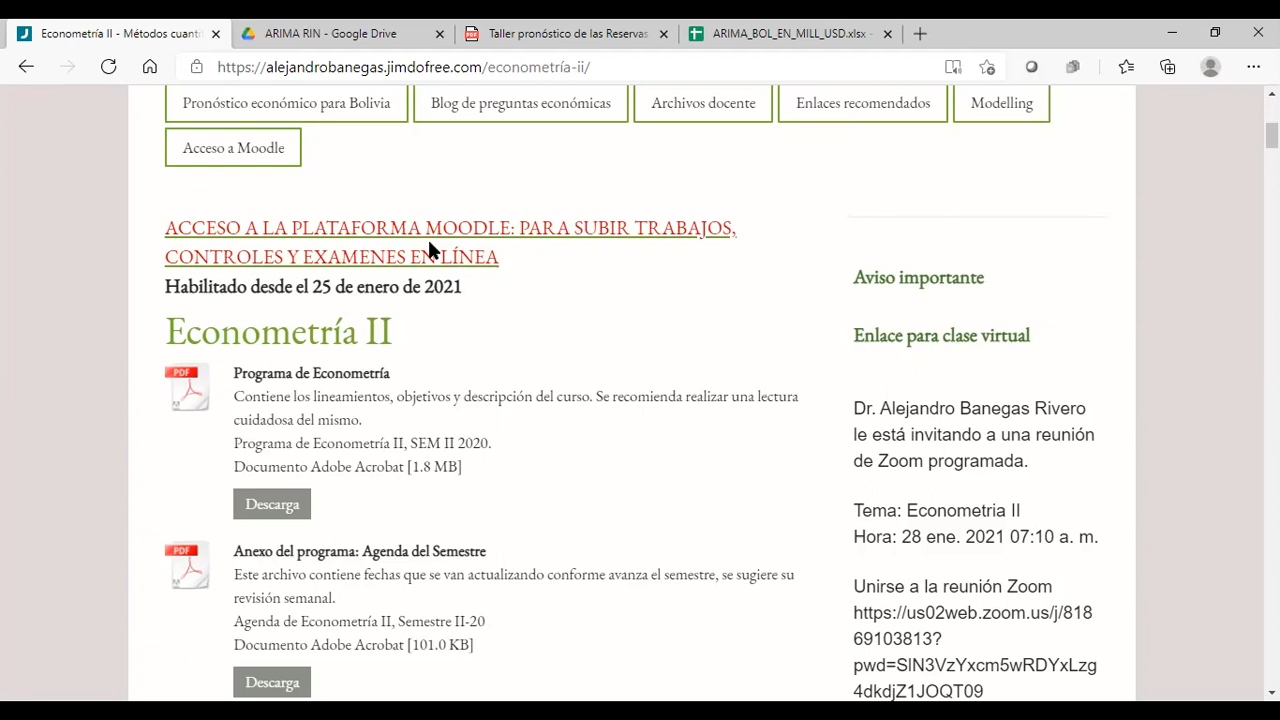 Econometría II - Métodos cuanti
ARIMA RIN - Google Drive
Taller pronóstico de las Reservas
ARIMA_BOL_EN_MILL_USD.xlsx -
https://alejandrobanegas.jimdofree.com/econometría-ii/
Pronóstico económico para Bolivia
Blog de preguntas económicas
Archivos docente
Enlaces recomendados
Modelling
Acceso a Moodle
ACCESO A LA PLATAFORMA MOODLE: PARA SUBIR TRABAJOS,
CONTROLES Y EXAMENES EN LÍNEA
Habilitado desde el 25 de enero de 2021
Econometría II
PDF
Programa de Econometría
Contiene los lineamientos, objetivos y descripción del curso. Se recomienda realizar una lectura
cuidadosa del mismo.
Programa de Econometría II, SEM II 2020.
Documento Adobe Acrobat [1.8 MB]
Descarga
PDF
Anexo del programa: Agenda del Semestre
Este archivo contiene fechas que se van actualizando conforme avanza el semestre, se sugiere su
revisión semanal.
Agenda de Econometría II, Semestre II-20
Documento Adobe Acrobat [101.0 KB]
Descarga
Aviso importante
Enlace para clase virtual
Dr. Alejandro Banegas Rivero
le está invitando a una reunión
de Zoom programada.
Tema: Econometria II
Hora: 28 ene. 2021 07:10 a. m.
Unirse a la reunión Zoom
https://us02web.zoom.us/j/818
69103813?
pwd=SlN3VzYxcm5wRDYxLzg
4dkdjZ1JOQT09